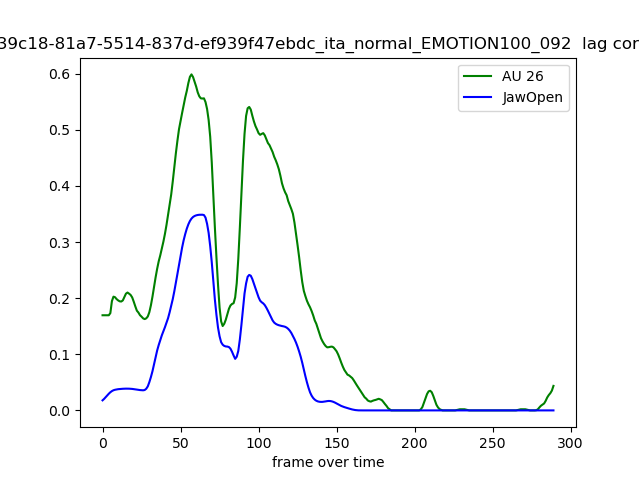 39c18-81a7-5514-837d-ef939f47ebdc_ita_normal_EMOTION100_092 lag cor
AU 26
JawOpen
0.6
0.5
0.4
0.3
0.2
0.1
0.0
0 50 100 150 200 250 300
frame over time